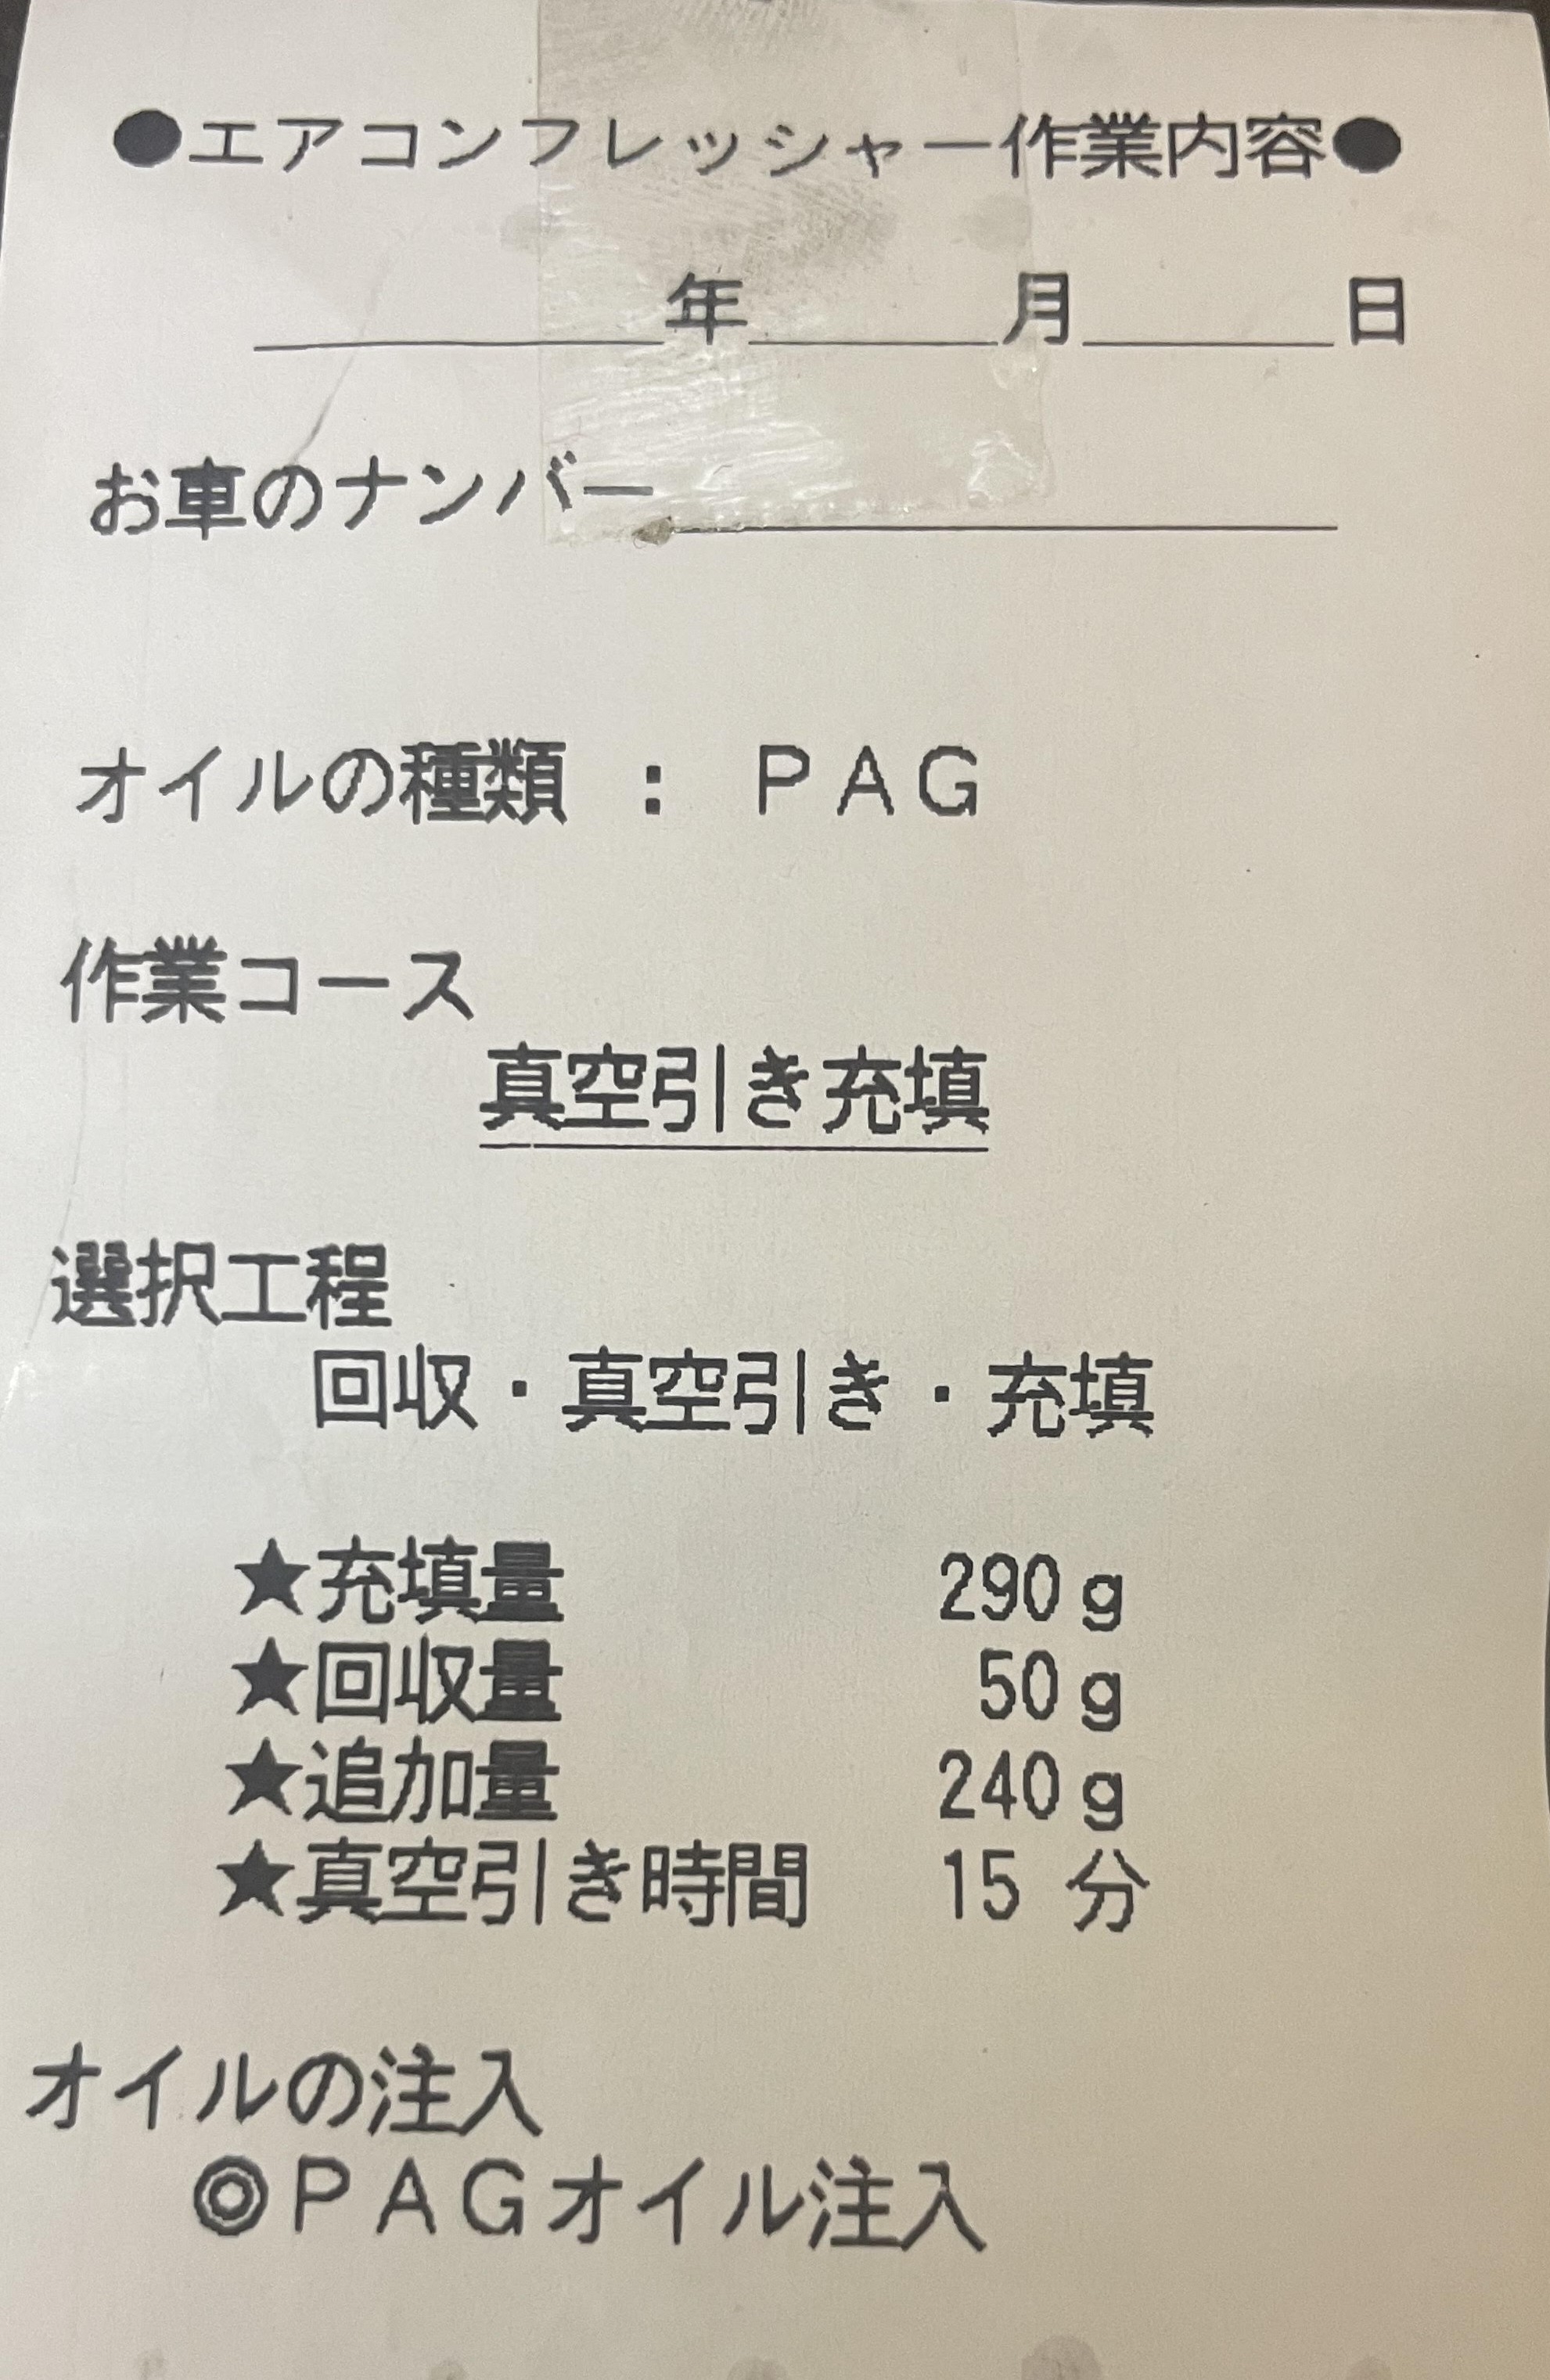 ●エアコンフレッシャー作業内容●
年 月 日
お車のナンバー
オイルの種類 : PAG
作業コース
真空引き充填
選択工程
回収・真空引き・充填
★充填量 290g
★回収量 50g
★追加量 240g
★真空引き時間 15 分
オイルの注入
◎PAGオイル注入